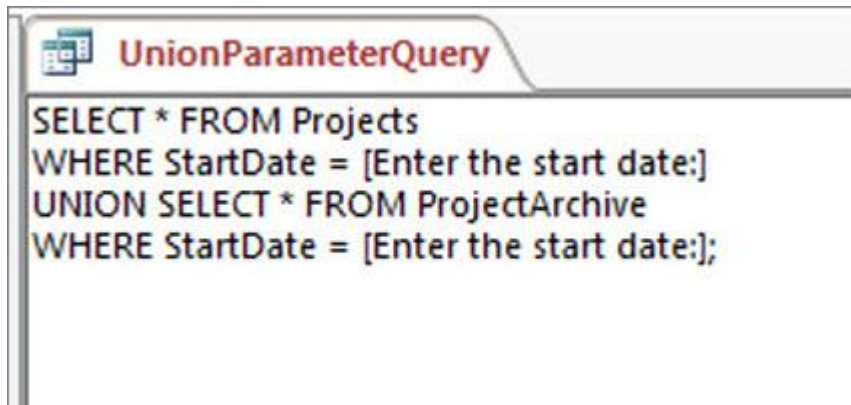 UnionParameterQuery
SELECT * FROM Projects
WHERE StartDate = [Enter the start date:]
UNION SELECT * FROM ProjectArchive
WHERE StartDate = [Enter the start date:];